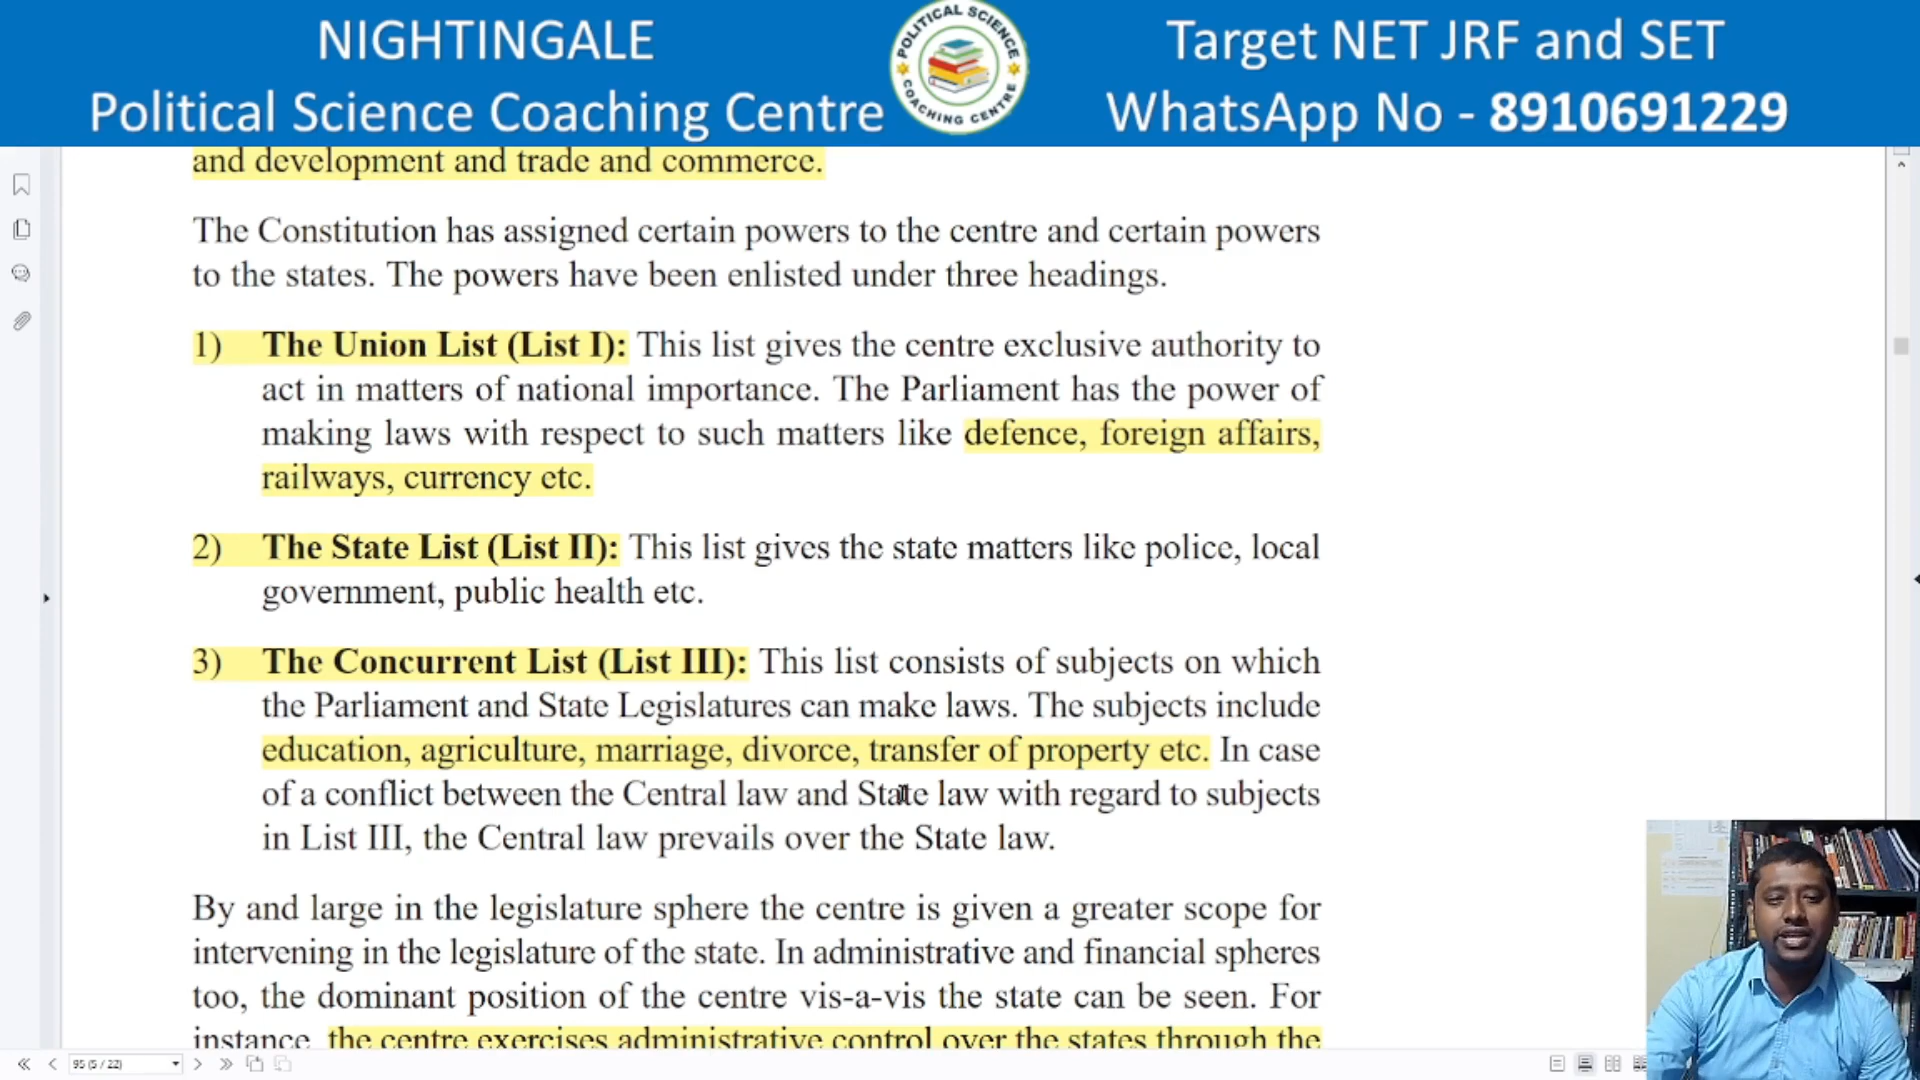 NIGHTINGALE
Political Science Coaching Centre
POLITICAL SCIENCE
COACHING CENTRE
Target NET JRF and SET
WhatsApp No - 8910691229
and development and trade and commerce.
The Constitution has assigned certain powers to the centre and certain powers
to the states. The powers have been enlisted under three headings.
1) The Union List (List I): This list gives the centre exclusive authority to
act in matters of national importance. The Parliament has the power of
making laws with respect to such matters like defence, foreign affairs,
railways, currency etc.
2) The State List (List II): This list gives the state matters like police, local
government, public health etc.
3) The Concurrent List (List III): This list consists of subjects on which
the Parliament and State Legislatures can make laws. The subjects include
education, agriculture, marriage, divorce, transfer of property etc. In case
of a conflict between the Central law and State law with regard to subjects
in List III, the Central law prevails over the State law.
By and large in the legislature sphere the centre is given a greater scope for
intervening in the legislature of the state. In administrative and financial spheres
too, the dominant position of the centre vis-a-vis the state can be seen. For
instance, the centre exercises administrative control over the states through the
95 (5 / 22)